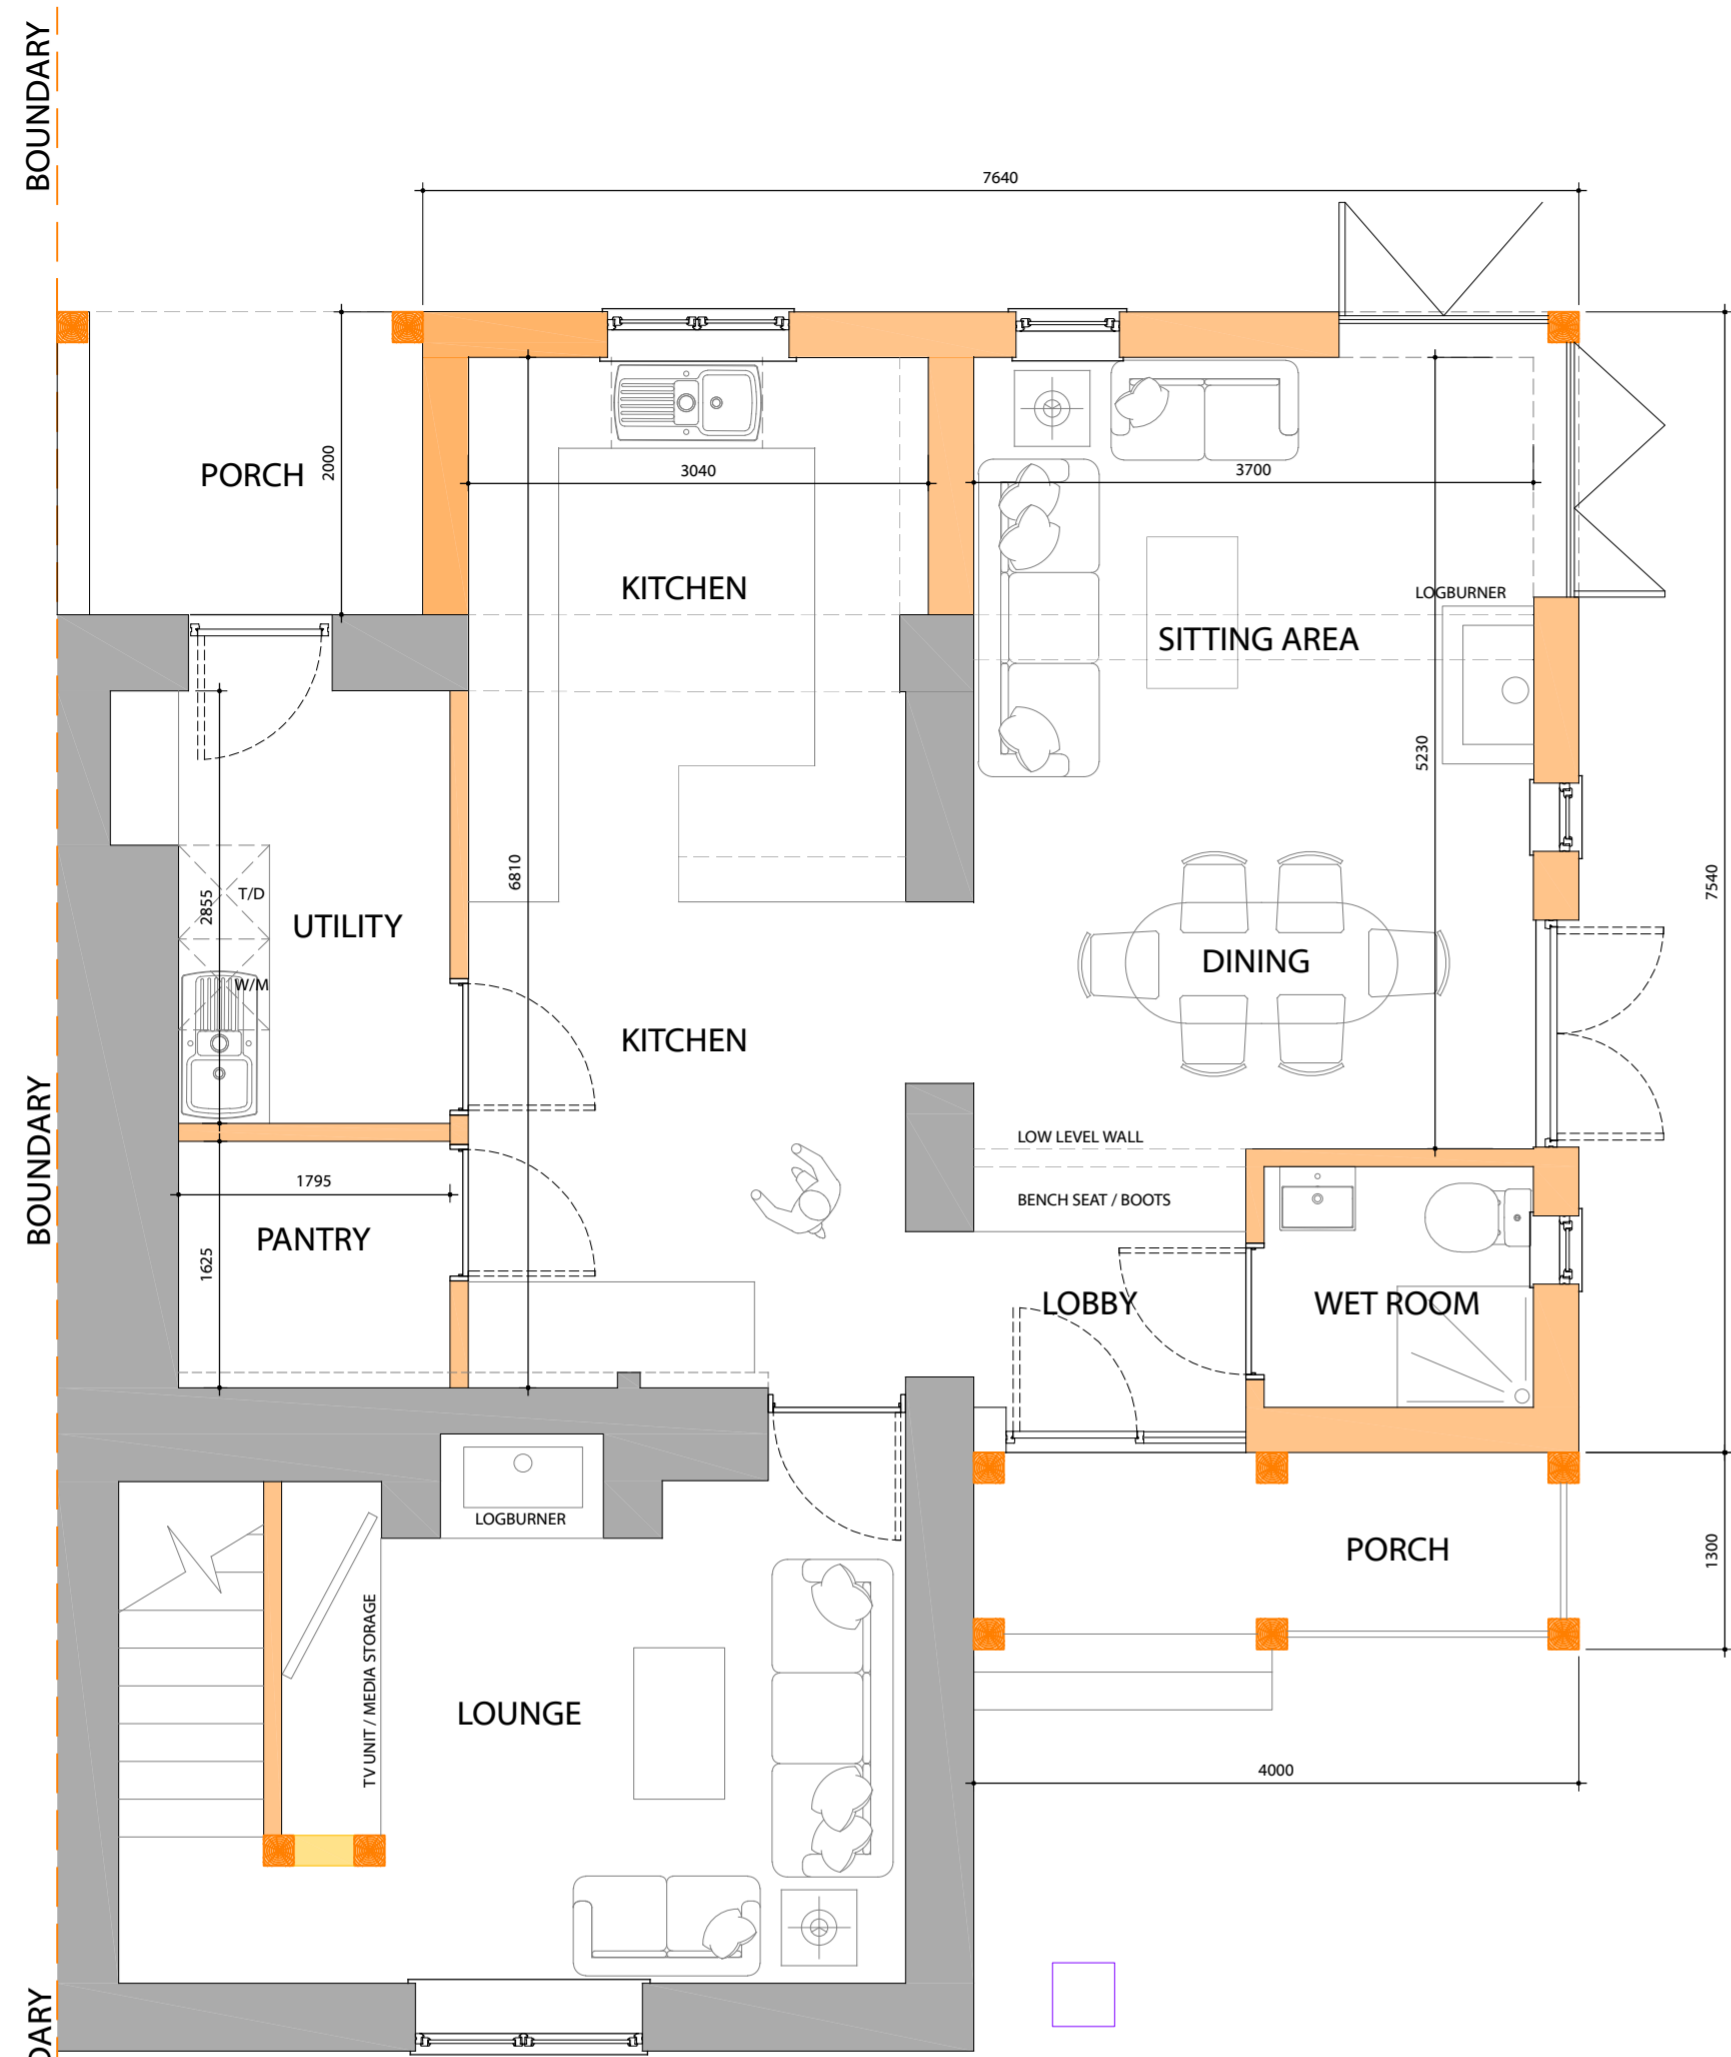 BOUNDARY
7640
PORCH
2000
3040
3700
KITCHEN
LOGBURNER
SITTING AREA
5230
6810
7540
T/D
2855
UTILITY
DINING
W/M
KITCHEN
BOUNDARY
LOW LEVEL WALL
1795
BENCH SEAT / BOOTS
PANTRY
1625
LOBBY
WET ROOM
LOGBURNER
PORCH
1300
TV UNIT / MEDIA STORAGE
LOUNGE
4000
DARY